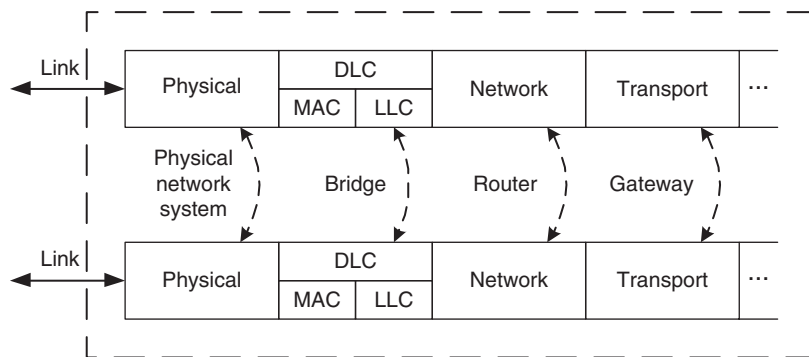 Link
Physical
DLC
MAC
LLC
Network
Transport
...
Physical
network
system
Bridge
Router
Gateway
Link
Physical
DLC
MAC
LLC
Network
Transport
...